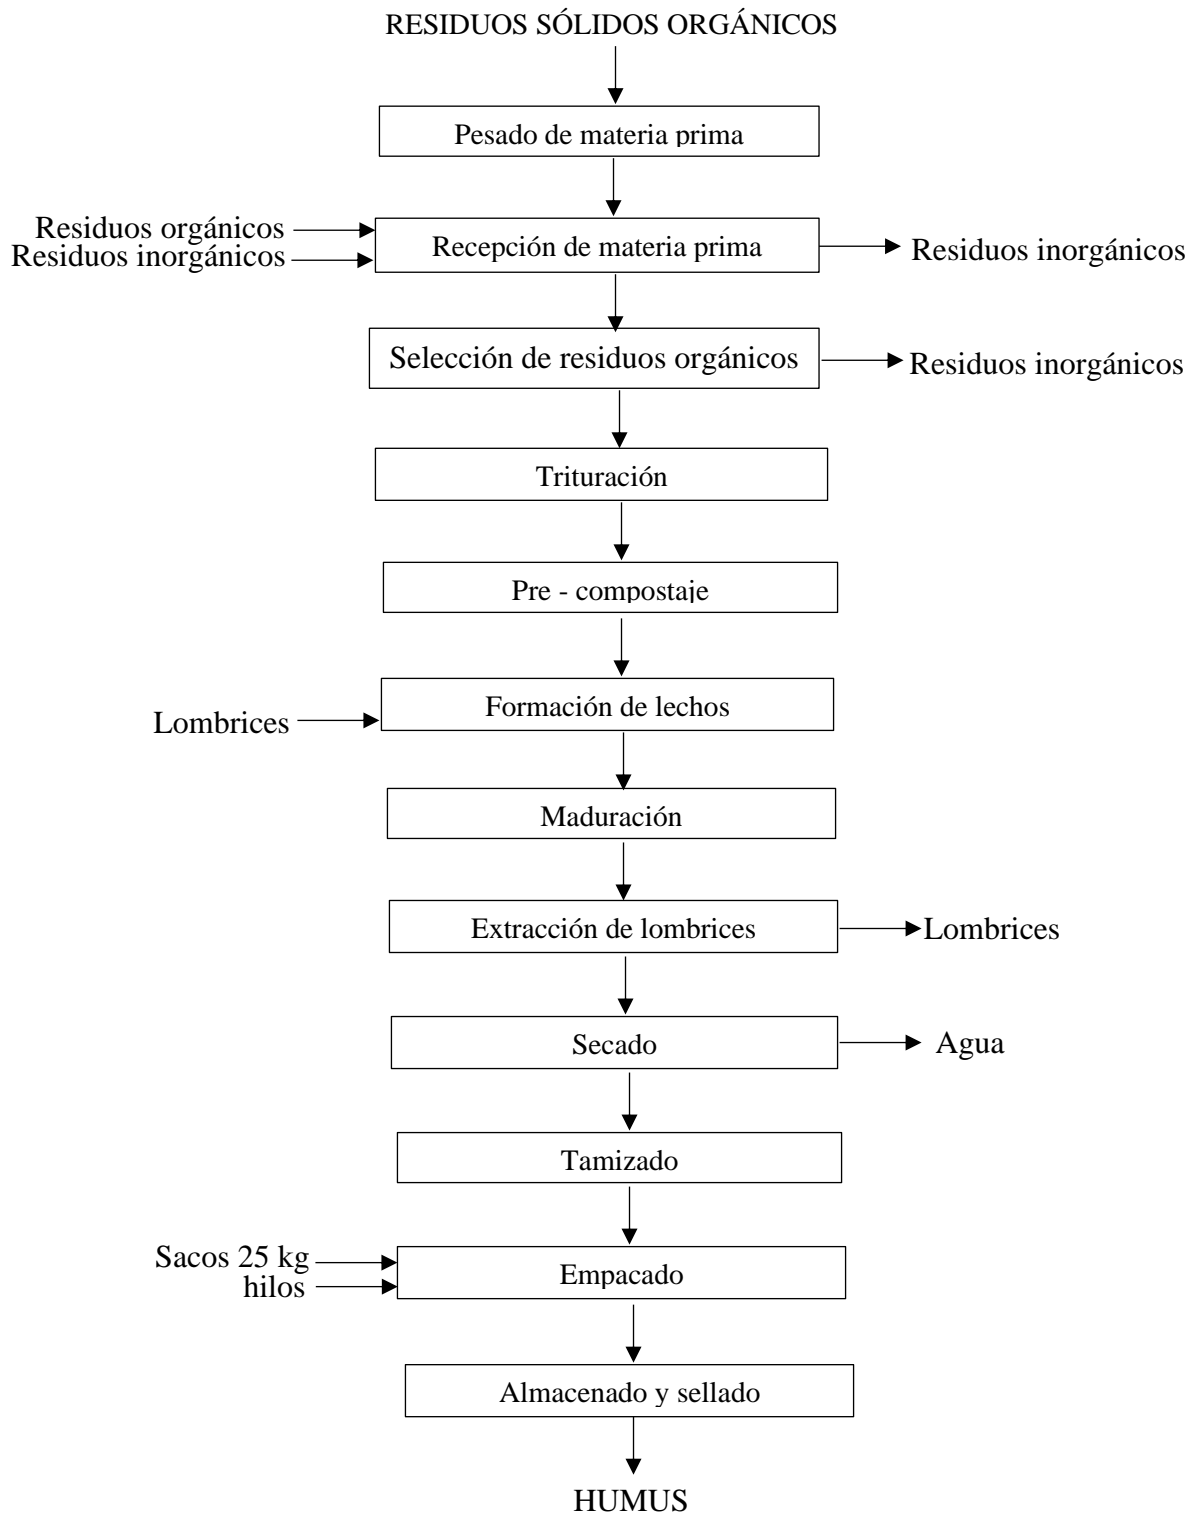 RESIDUOS SÓLIDOS ORGÁNICOS
Pesado de materia prima
Residuos orgánicos
Residuos inorgánicos
Recepción de materia prima
Residuos inorgánicos
Selección de residuos orgánicos
Residuos inorgánicos
Trituración
Pre - compostaje
Formación de lechos
Lombrices
Maduración
Extracción de lombrices
Lombrices
Secado
Agua
Tamizado
Sacos 25 kg
hilos
Empacado
Almacenado y sellado
HUMUS